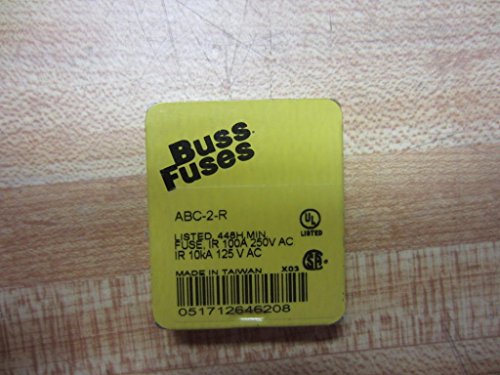 Buss
Fuses
ABC-2-R
LISTED 448H MIN.
FUSE, IR 100A 250V AC
IR 10kA 125 V AC
UL
LISTED
MADE IN TAIWAN X03
051712646208